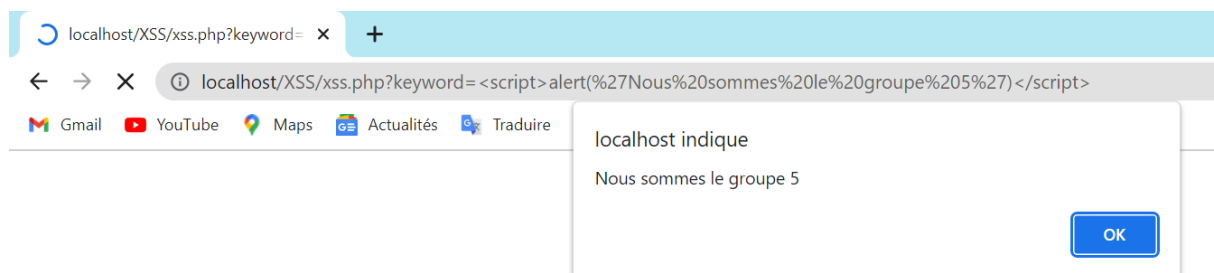 localhost/XSS/xss.php?keyword=
localhost/XSS/xss.php?keyword=<script>alert(%27Nous%20sommes%20le%20groupe%205%27)</script>
Gmail YouTube Maps Actualités Traduire
localhost indique
Nous sommes le groupe 5
OK